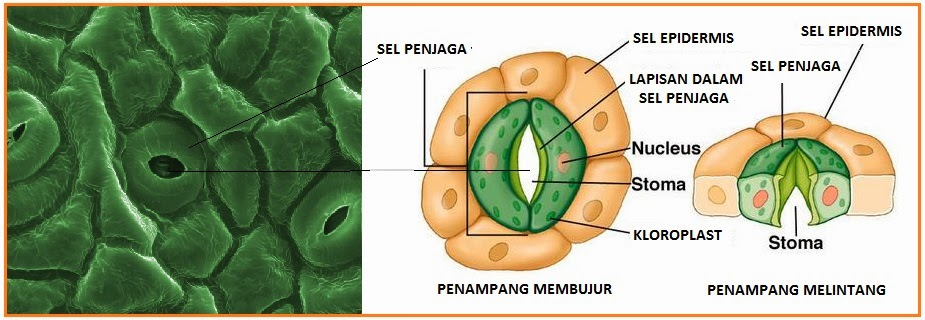 SEL PENJAGA
SEL EPIDERMIS
LAPISAN DALAM
SEL PENJAGA
Nucleus
Stoma
KLOROPLAST
PENAMPANG MEMBUJUR
SEL EPIDERMIS
SEL PENJAGA
Stoma
PENAMPANG MELINTANG